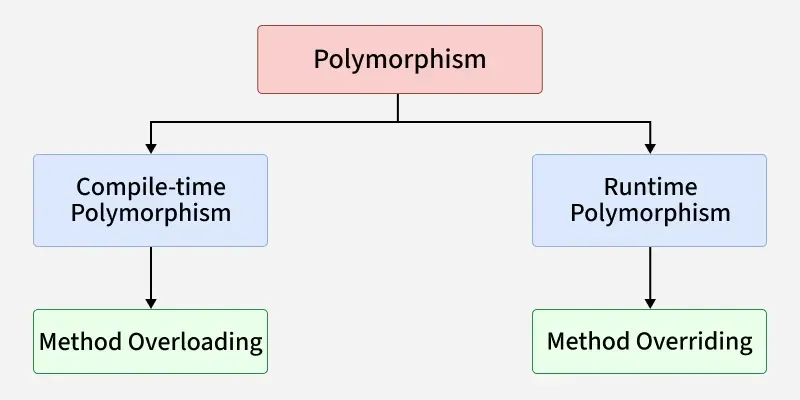 Polymorphism
Compile-time
Polymorphism
Runtime
Polymorphism
Method Overloading
Method Overriding